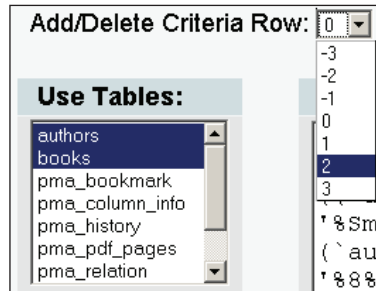 Add/Delete Criteria Row: 0
-3
-2
-1
0
1
2
3
Use Tables:
authors
books
pma_bookmark
pma_column_info
pma_history
pma_pdf_pages
pma_relation
'%Sm
(`au
'%8%